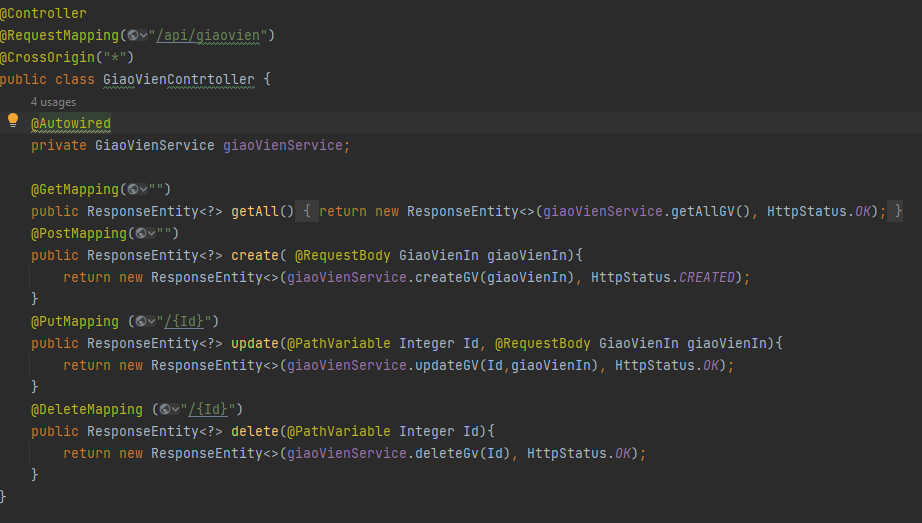 @Controller
@RequestMapping("/api/giaovien")
@CrossOrigin("*")
public class GiaoVienContrtoller {
4 usages
@Autowired
private GiaoVienService giaoVienService;
@GetMapping("")
public ResponseEntity<?> getAll() { return new ResponseEntity<>(giaoVienService.getAllGV(), HttpStatus.OK); }
@PostMapping("")
public ResponseEntity<?> create( @RequestBody GiaoVienIn giaoVienIn){
return new ResponseEntity<>(giaoVienService.createGV(giaoVienIn), HttpStatus.CREATED);
}
@PutMapping ("/{Id}")
public ResponseEntity<?> update(@PathVariable Integer Id, @RequestBody GiaoVienIn giaoVienIn){
return new ResponseEntity<>(giaoVienService.updateGV(Id,giaoVienIn), HttpStatus.OK);
}
@DeleteMapping ("/{Id}")
public ResponseEntity<?> delete(@PathVariable Integer Id){
return new ResponseEntity<>(giaoVienService.deleteGv(Id), HttpStatus.OK);
}
}